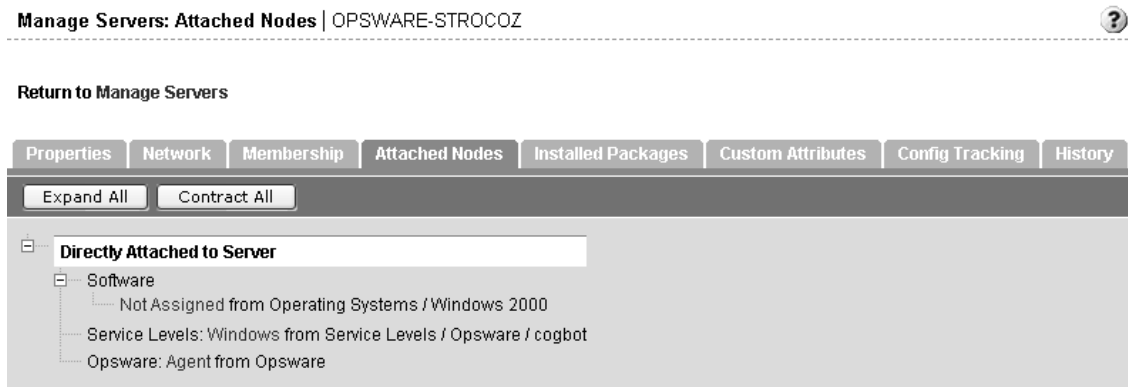 Manage Servers: Attached Nodes | OPSWARE-STROCOZ ?
Return to Manage Servers
Properties Network Membership Attached Nodes Installed Packages Custom Attributes Config Tracking History
Expand All Contract All
Directly Attached to Server
Software
Not Assigned from Operating Systems / Windows 2000
Service Levels: Windows from Service Levels / Opsware / cogbot
Opsware: Agent from Opsware